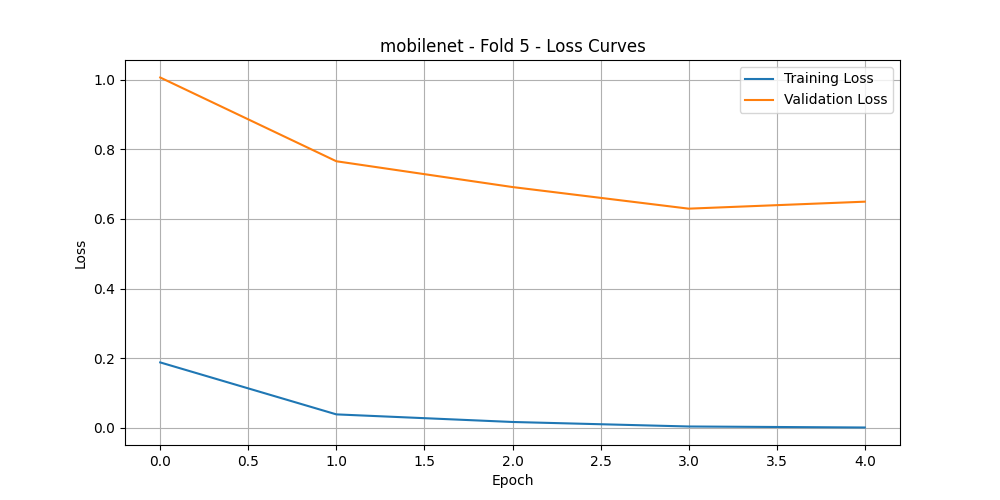 mobilenet - Fold 5 - Loss Curves
Training Loss
Validation Loss
1.0
0.8
0.6
0.4
0.2
0.0
Loss
0.0 0.5 1.0 1.5 2.0 2.5 3.0 3.5 4.0
Epoch